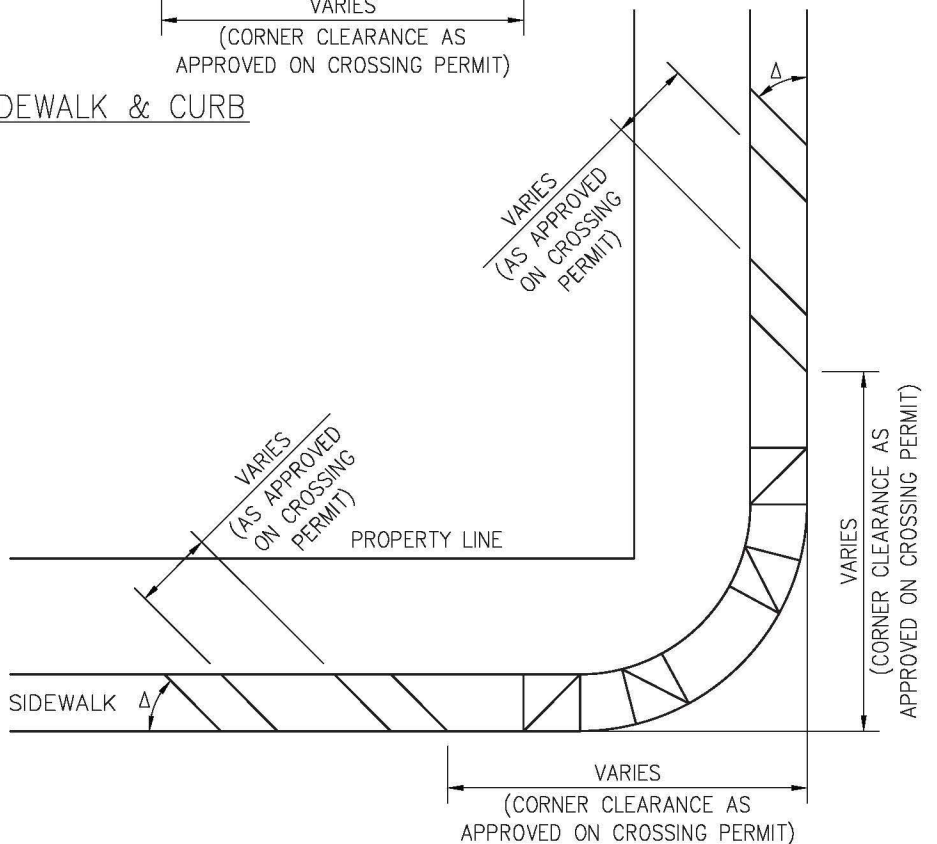 VARIES
(CORNER CLEARANCE AS
APPROVED ON CROSSING PERMIT)
DEWALK & CURB
Δ
VARIES
(AS APPROVED
ON CROSSING
PERMIT)
VARIES
(AS APPROVED
ON CROSSING
PERMIT)
PROPERTY LINE
VARIES
(CORNER CLEARANCE AS
APPROVED ON CROSSING PERMIT)
SIDEWALK Δ
VARIES
(CORNER CLEARANCE AS
APPROVED ON CROSSING PERMIT)